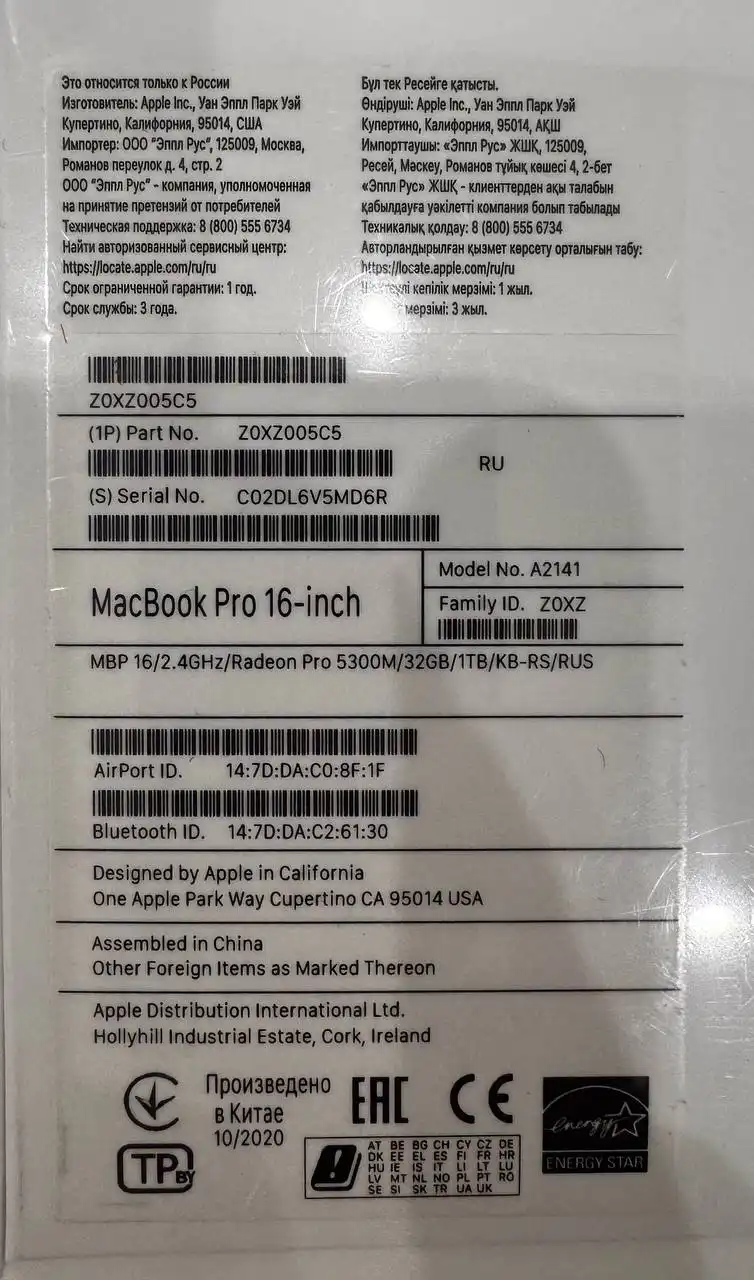 Это относится только к России
Изготовитель: Apple Inc., Уан Эппл Парк Уэй
Купертино, Калифорния, 95014, США
Импортер: ООО "Эппл Рус", 125009, Москва,
Романов переулок д. 4, стр. 2
ООО "Эппл Рус" - компания, уполномоченная
на принятие претензий от потребителей
Техническая поддержка: 8 (800) 555 6734
Найти авторизованный сервисный центр:
https://locate.apple.com/ru/ru
Срок ограниченной гарантии: 1 год.
Срок службы: 3 года.
Бұл тек Ресейге қатысты.
Өндіруші: Apple Inc., Уан Эппл Парк Уэй
Купертино, Калифорния, 95014, АҚШ
Импорттаушы: «Эппл Рус» ЖШҚ, 125009,
Ресей, Мәскеу, Романов тұйық көшесі 4, 2-бет
«Эппл Рус» ЖШҚ - клиенттерден ақы талабын
қабылдауға уәкілетті компания болып табылады
Техникалық қолдау: 8 (800) 555 6734
Авторландырылған қызмет көрсету орталығын табу:
https://locate.apple.com/ru/ru
кепілік мерзімі: 1 жыл.
мерзімі: 3 жыл.
Z0XZ005C5
(1P) Part No. Z0XZ005C5
RU
(S) Serial No. C02DL6V5MD6R
MacBook Pro 16-inch
Model No. A2141
Family ID. Z0XZ
MBP 16/2.4GHz/Radeon Pro 5300M/32GB/1TB/KB-RS/RUS
AirPort ID. 14:7D:DA:C0:8F:1F
Bluetooth ID. 14:7D:DA:C2:61:30
Designed by Apple in California
One Apple Park Way Cupertino CA 95014 USA
Assembled in China
Other Foreign Items as Marked Thereon
Apple Distribution International Ltd.
Hollyhill Industrial Estate, Cork, Ireland
Произведено
в Китае
10/2020
EAC
CE
energy
ENERGY STAR
TP BY
AT BE BG CH CY CZ DE
DK EE EL ES FI FR HR
HU IE IS IT LI LT LU
LV MT NL NO PL PT RO
SE SI SK TR UA UK